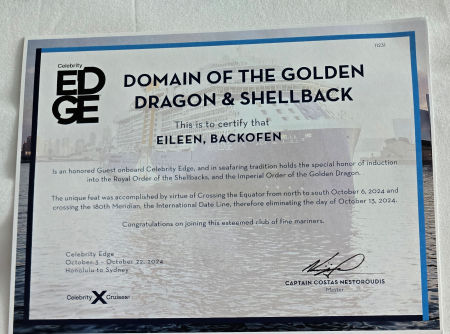 11231
Celebrity
ED
GE
DOMAIN OF THE GOLDEN
DRAGON & SHELLBACK
This is to certify that
EILEEN, BACKOFEN
Is an honored Guest onboard Celebrity Edge, and in seafaring tradition holds the special honor of induction
into the Royal Order of the Shellbacks, and the Imperial Order of the Golden Dragon.
The unique feat was accomplished by virtue of Crossing the Equator from north to south October 6, 2024 and
crossing the 180th Meridian, the International Date Line, therefore eliminating the day of October 13, 2024.
Congratulations on joining this esteemed club of fine mariners.
Celebrity Edge
October 3 - October 22, 2024
Honolulu to Sydney
CAPTAIN COSTAS NESTOROUDIS
Master
Celebrity X Cruises